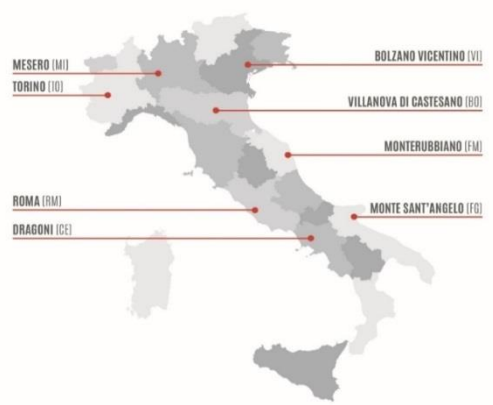 MESERO [MI]
TORINO [TO]
ROMA [RM]
DRAGONI [CE]
BOLZANO VICENTINO [VI]
VILLANOVA DI CASTESANO [BO]
MONTERUBBIANO [FM]
MONTE SANT'ANGELO [FG]